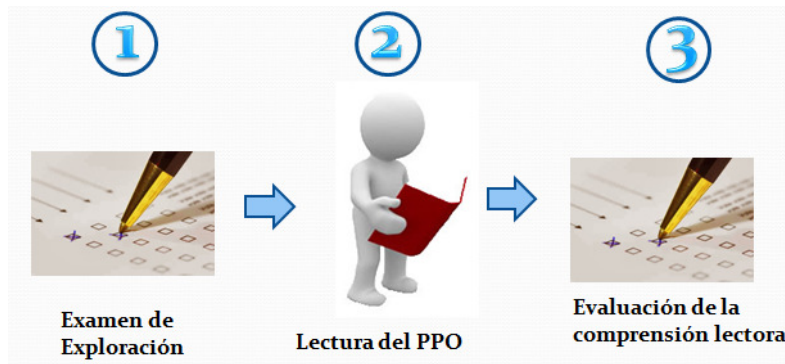 1
2
3
Examen de
Exploración
Lectura del PPO
Evaluación de la
comprensión lectora